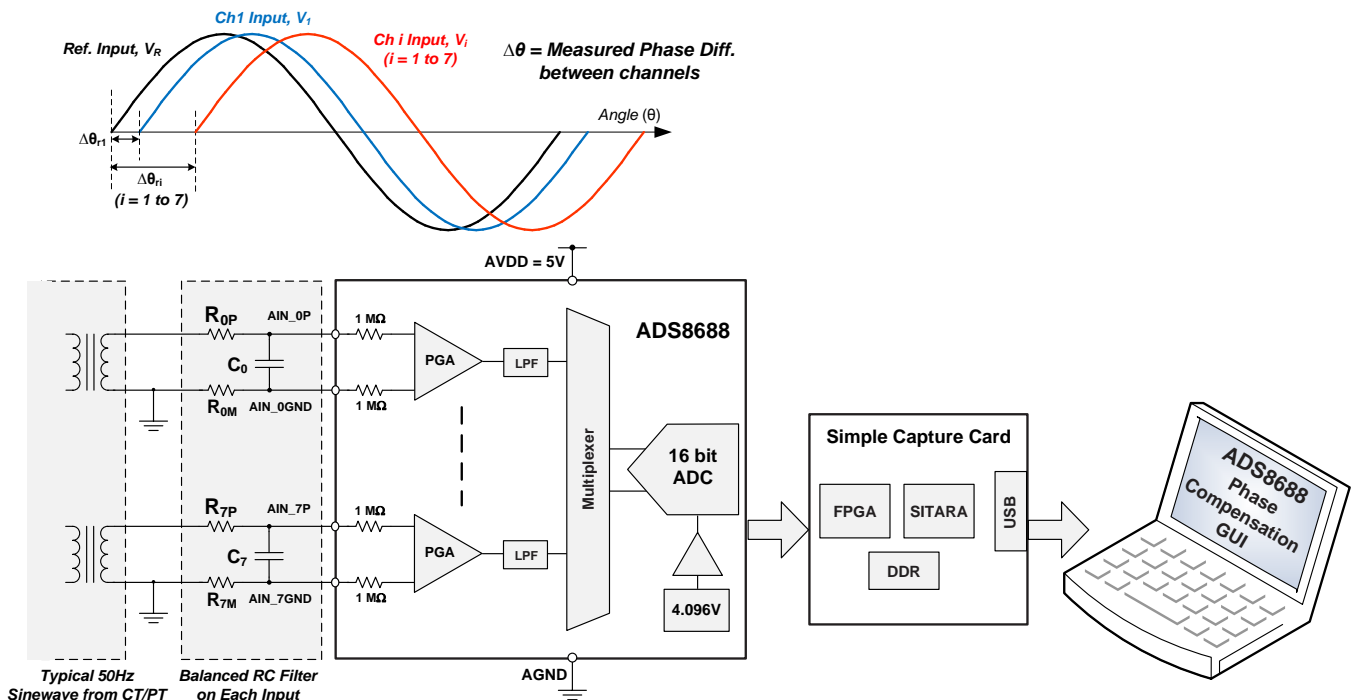 Ch1 Input, V1
Ref. Input, VR
Ch i Input, Vi
(i = 1 to 7)
Δθ = Measured Phase Diff.
between channels
Angle (θ)
Δθr1
Δθri
(i = 1 to 7)
AVDD = 5V
R0P
AIN_0P
1 MΩ
C0
PGA
LPF
ADS8688
R0M
AIN_0GND
1 MΩ
Multiplexer
16 bit
ADC
R7P
AIN_7P
1 MΩ
C7
PGA
LPF
R7M
AIN_7GND
1 MΩ
4.096V
AGND
Simple Capture Card
FPGA
SITARA
USB
DDR
ADS8688
Phase
Compensation
GUI
Typical 50Hz
Sinewave from CT/PT
Balanced RC Filter
on Each Input